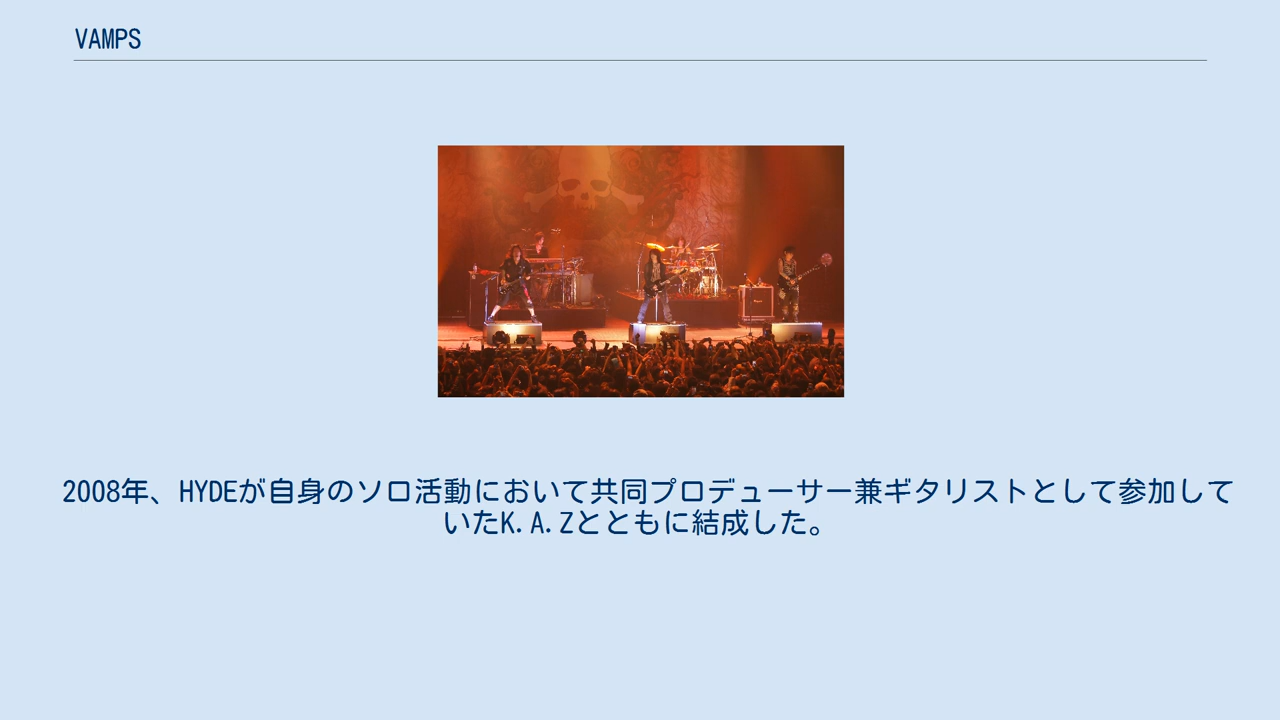 VAMPS
2008年、HYDEが自身のソロ活動において共同プロデューサー兼ギタリストとして参加して
いたK.A.Zとともに結成した。